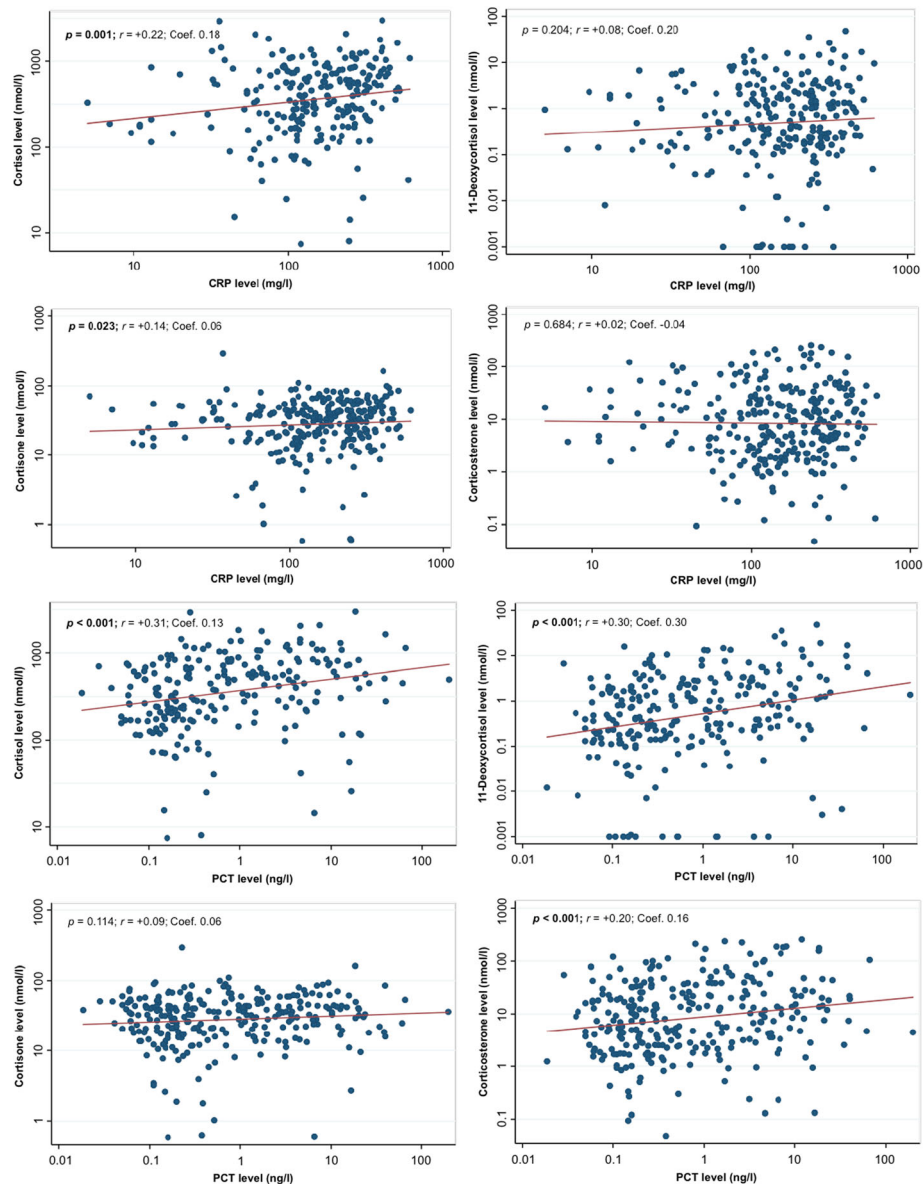 p = 0.001; r = +0.22; Coef. 0.18
Cortisol level (nmol/l)
1000
100
10
10 100 1000
CRP level (mg/l)
p = 0.204; r = +0.08; Coef. 0.20
11-Deoxycortisol level (nmol/l)
100
10
1
0.1
0.01
0.001
10 100 1000
CRP level (mg/l)
p = 0.023; r = +0.14; Coef. 0.06
Cortisone level (nmol/l)
1000
100
10
1
10 100 1000
CRP level (mg/l)
p = 0.684; r = +0.02; Coef. -0.04
Corticosterone level (nmol/l)
1000
100
10
1
0.1
10 100 1000
CRP level (mg/l)
p < 0.001; r = +0.31; Coef. 0.13
Cortisol level (nmol/l)
1000
100
10
0.01 0.1 1 10 100
PCT level (ng/l)
p < 0.001; r = +0.30; Coef. 0.30
11-Deoxycortisol level (nmol/l)
100
10
1
0.1
0.01
0.001
0.01 0.1 1 10 100
PCT level (ng/l)
p = 0.114; r = +0.09; Coef. 0.06
Cortisone level (nmol/l)
1000
100
10
1
0.01 0.1 1 10 100
PCT level (ng/l)
p < 0.001; r = +0.20; Coef. 0.16
Corticosterone level (nmol/l)
1000
100
10
1
0.1
0.01 0.1 1 10 100
PCT level (ng/l)